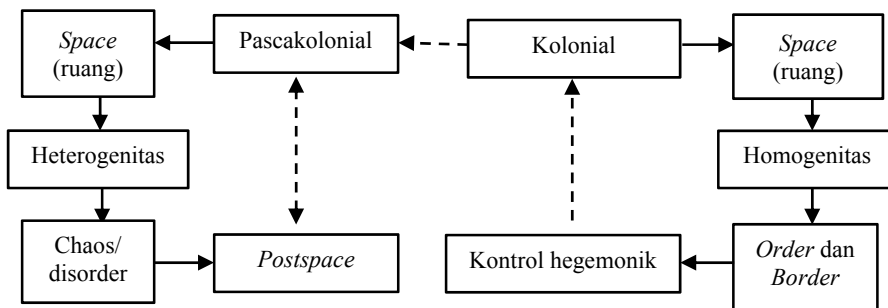 Space
(ruang)
Pascakolonial
Kolonial
Space
(ruang)
Heterogenitas
Homogenitas
Chaos/
disorder
Postspace
Kontrol hegemonik
Order dan
Border